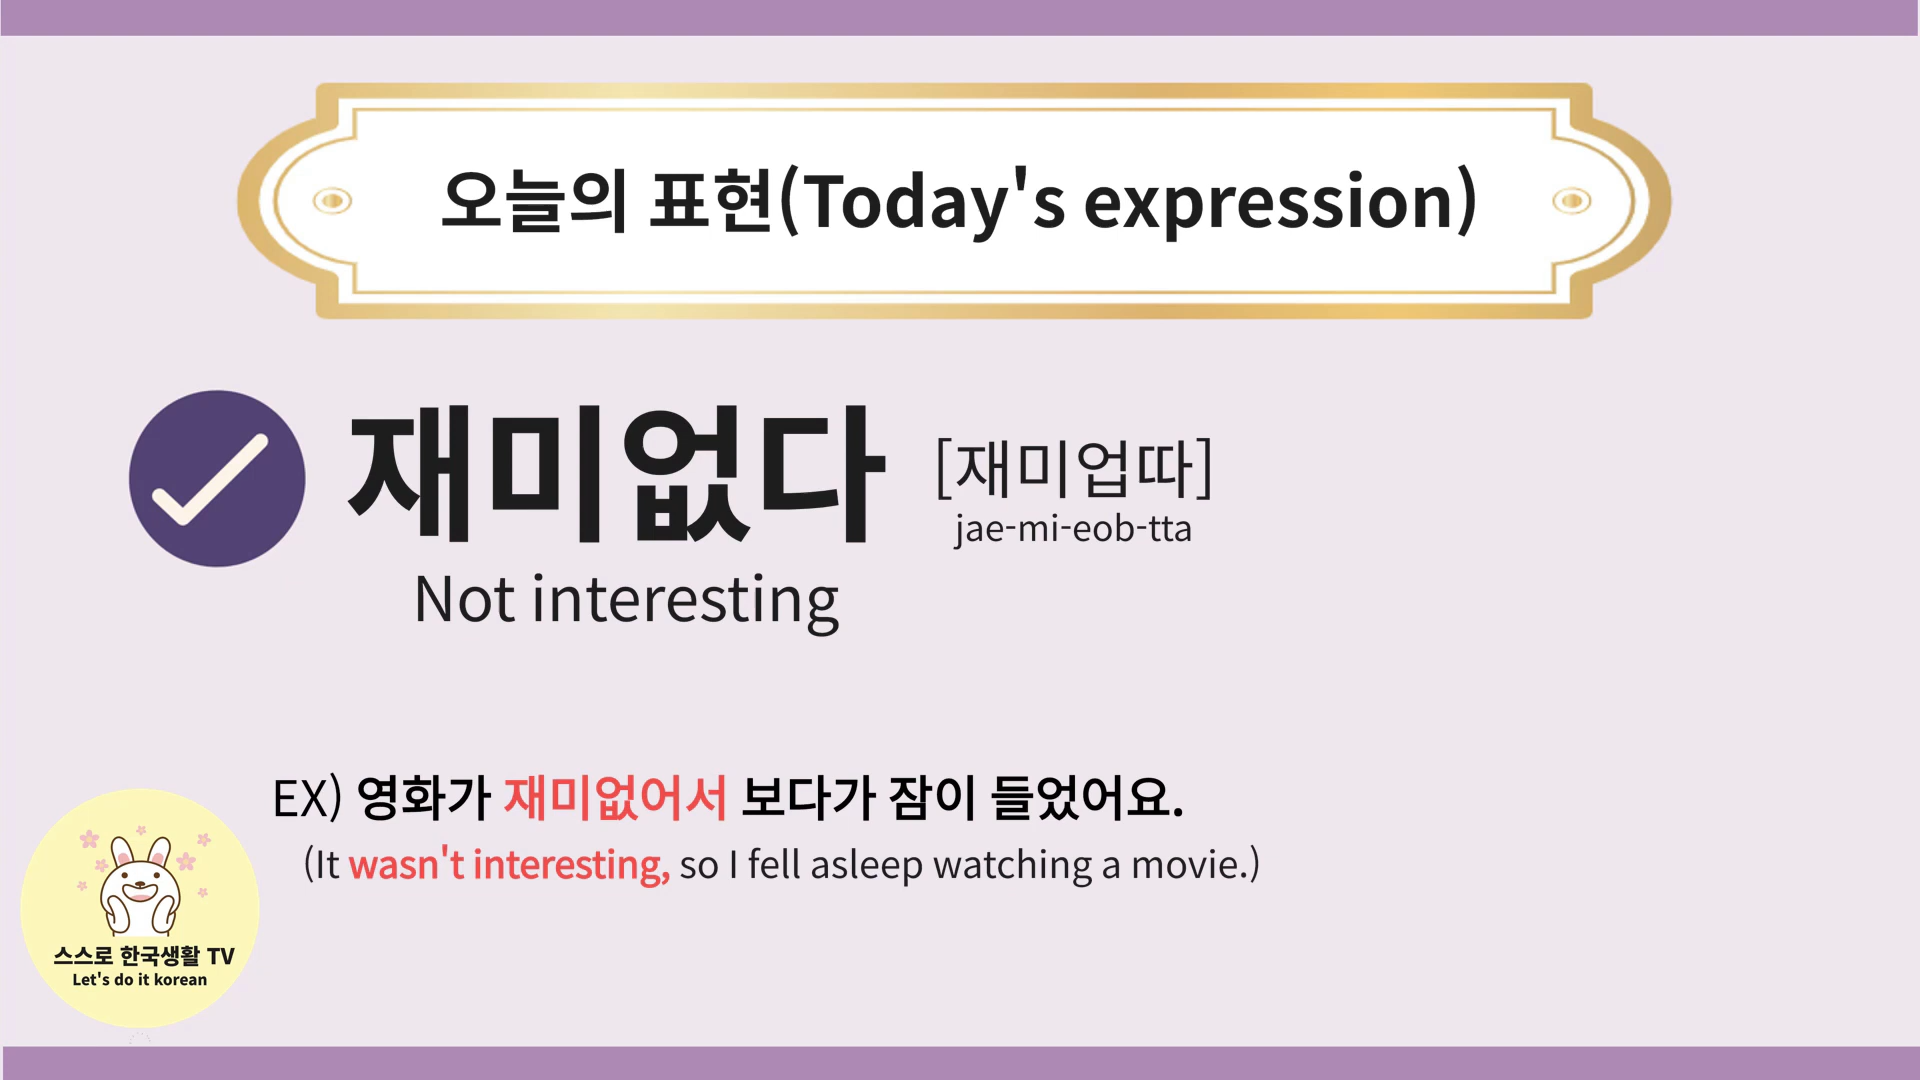 오늘의 표현(Today's expression)
재미없다 [재미업따]
jae-mi-eob-tta
Not interesting
EX) 영화가 재미없어서 보다가 잠이 들었어요.
(It wasn't interesting, so I fell asleep watching a movie.)
스스로 한국생활 TV
Let's do it korean